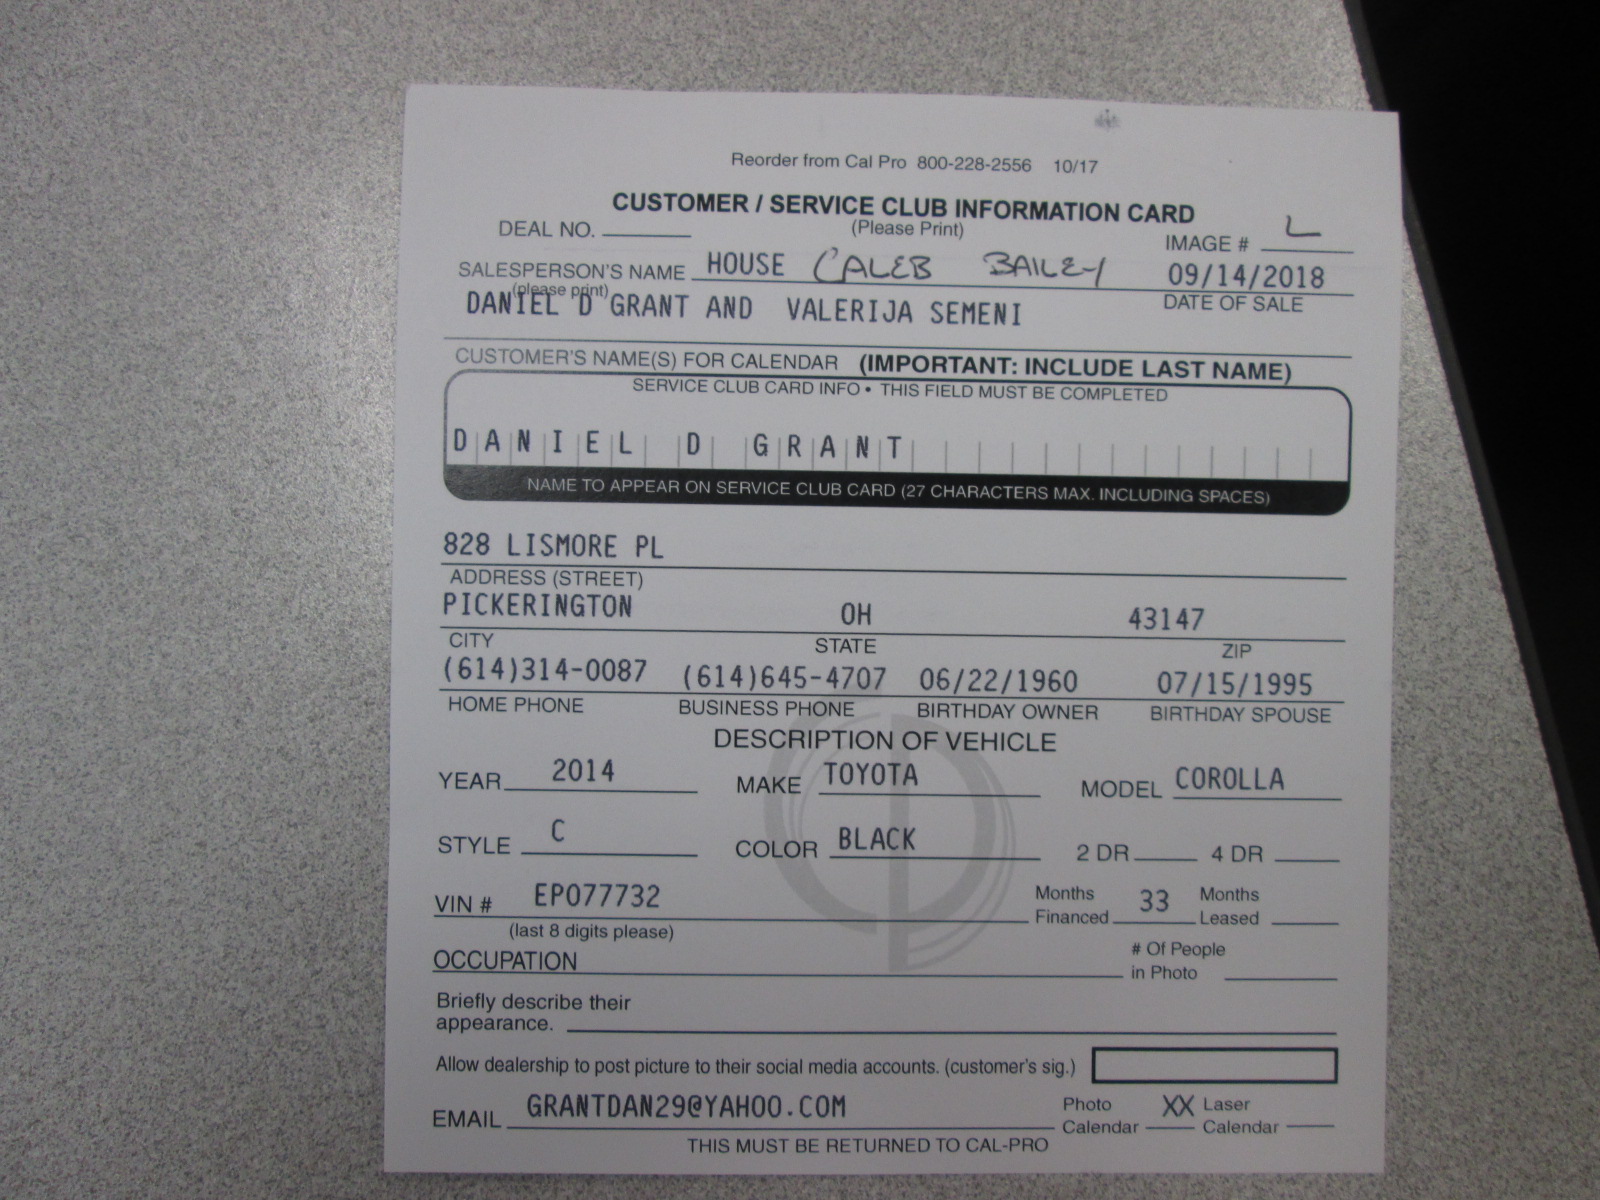 Reorder from Cal Pro 800-228-2556 10/17
CUSTOMER / SERVICE CLUB INFORMATION CARD
DEAL NO. (Please Print) IMAGE # L
SALESPERSON'S NAME HOUSE CALEB BAILEY 09/14/2018
(please print) DATE OF SALE
DANIEL D GRANT AND VALERIJA SEMENI
CUSTOMER'S NAME(S) FOR CALENDAR (IMPORTANT: INCLUDE LAST NAME)
SERVICE CLUB CARD INFO • THIS FIELD MUST BE COMPLETED
DANIEL D GRANT
NAME TO APPEAR ON SERVICE CLUB CARD (27 CHARACTERS MAX. INCLUDING SPACES)
828 LISMORE PL
ADDRESS (STREET)
PICKERINGTON OH 43147
CITY STATE ZIP
(614)314-0087 (614)645-4707 06/22/1960 07/15/1995
HOME PHONE BUSINESS PHONE BIRTHDAY OWNER BIRTHDAY SPOUSE
DESCRIPTION OF VEHICLE
YEAR 2014 MAKE TOYOTA MODEL COROLLA
STYLE C COLOR BLACK 2 DR 4 DR
VIN # EP077732 Months Financed 33 Months Leased
(last 8 digits please)
OCCUPATION # Of People in Photo
Briefly describe their
appearance.
Allow dealership to post picture to their social media accounts. (customer's sig.)
EMAIL GRANTDAN29@YAHOO.COM Photo Calendar XX Laser Calendar
THIS MUST BE RETURNED TO CAL-PRO